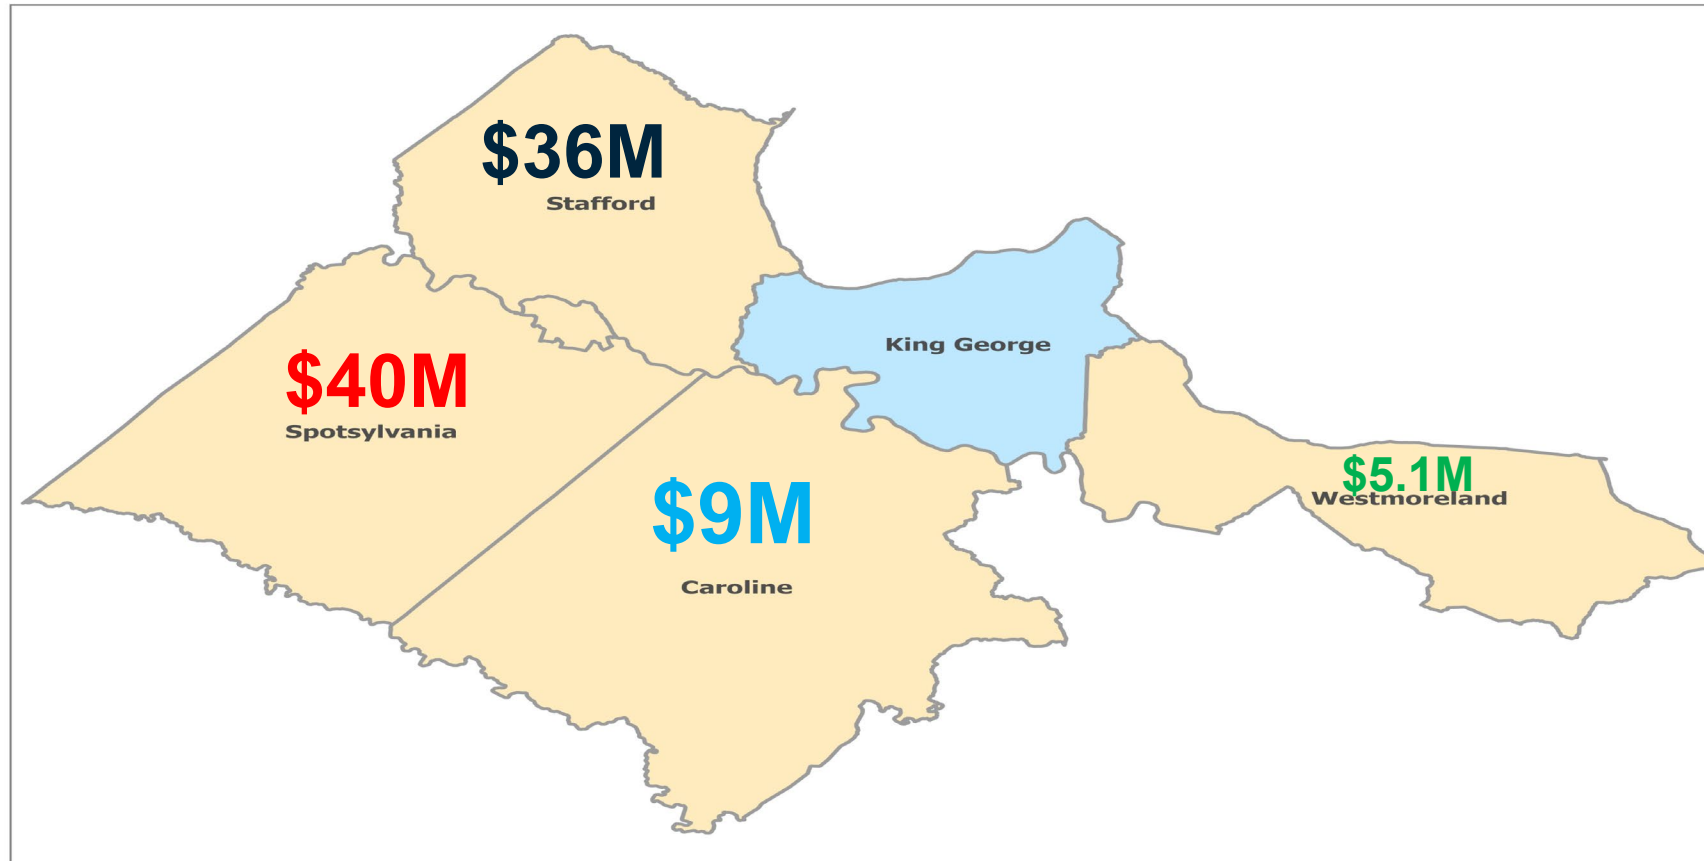 $36M
Stafford
King George
$40M
Spotsylvania
$5.1M
Westmoreland
$9M
Caroline